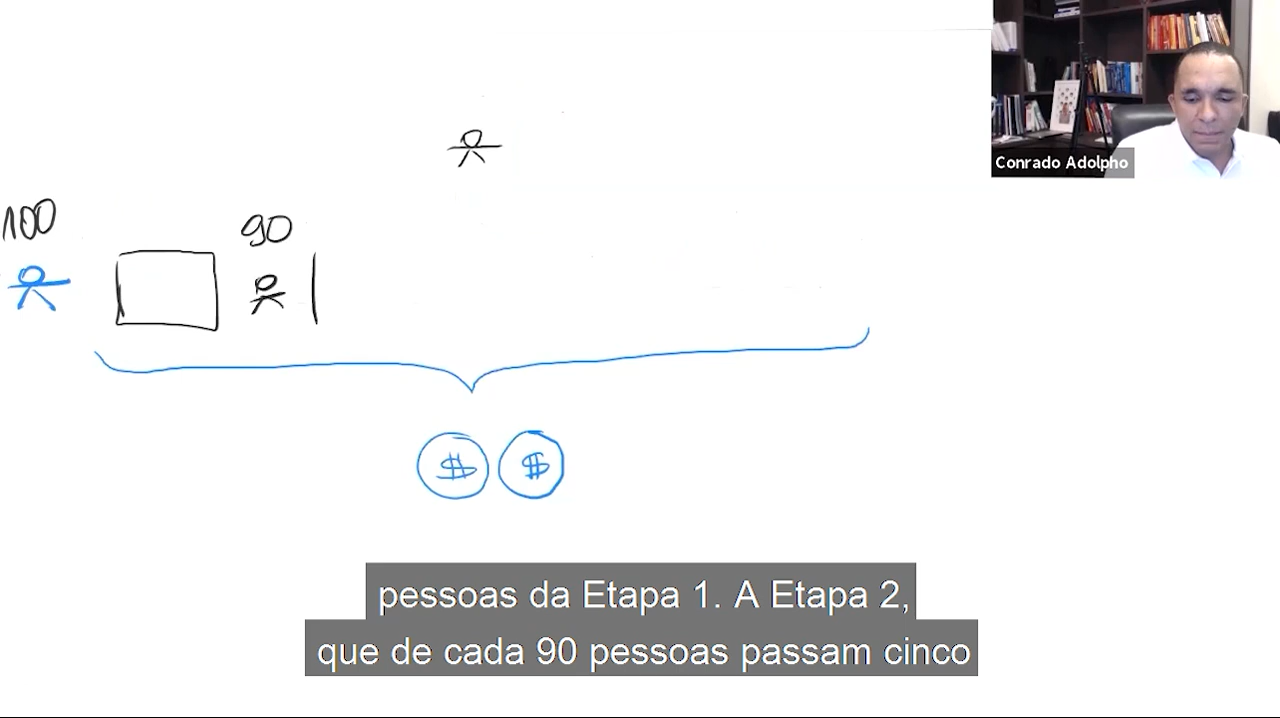 Conrado Adolpho
100
90
$ $
pessoas da Etapa 1. A Etapa 2,
que de cada 90 pessoas passam cinco